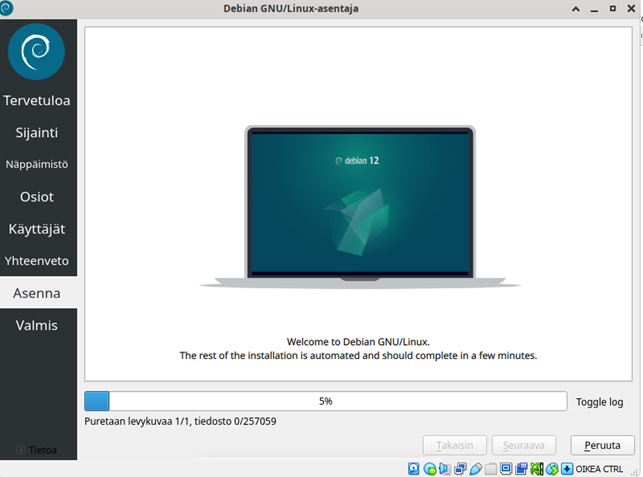 Debian GNU/Linux-asentaja
Tervetuloa
Sijainti
Näppäimistö
Osiot
Käyttäjät
Yhteenveto
Asenna
Valmis
debian 12
Welcome to Debian GNU/Linux.
The rest of the installation is automated and should complete in a few minutes.
5%
Toggle log
Puretaan levykuvaa 1/1, tiedosto 0/257059
Tietoa
Takaisin
Seuraava
Peruuta
OIKEA CTRL